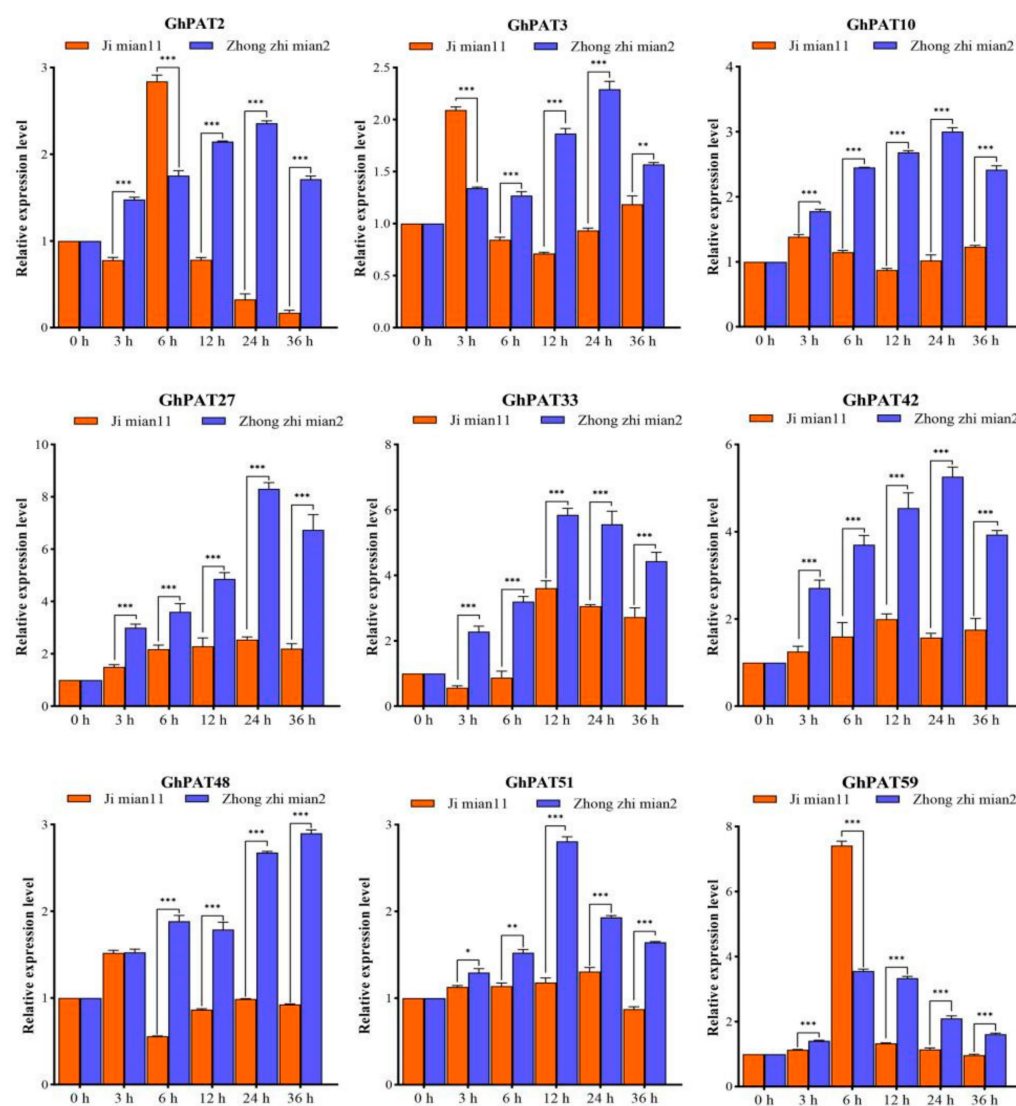 GhPAT2
Ji mian11 Zhong zhi mian2
Relative expression level
3
2
1
0
*** *** *** *** ***
0 h 3 h 6 h 12 h 24 h 36 h
GhPAT3
Ji mian11 Zhong zhi mian2
Relative expression level
2.5
2.0
1.5
1.0
0.5
0.0
*** *** *** *** **
0 h 3 h 6 h 12 h 24 h 36 h
GhPAT10
Ji mian11 Zhong zhi mian2
Relative expression level
4
3
2
1
0
*** *** *** *** ***
0 h 3 h 6 h 12 h 24 h 36 h
GhPAT27
Ji mian11 Zhong zhi mian2
Relative expression level
10
8
6
4
2
0
*** *** *** *** ***
0 h 3 h 6 h 12 h 24 h 36 h
GhPAT33
Ji mian11 Zhong zhi mian2
Relative expression level
8
6
4
2
0
*** *** *** *** ***
0 h 3 h 6 h 12 h 24 h 36 h
GhPAT42
Ji mian11 Zhong zhi mian2
Relative expression level
6
4
2
0
*** *** *** *** ***
0 h 3 h 6 h 12 h 24 h 36 h
GhPAT48
Ji mian11 Zhong zhi mian2
Relative expression level
3
2
1
0
*** *** *** ***
0 h 3 h 6 h 12 h 24 h 36 h
GhPAT51
Ji mian11 Zhong zhi mian2
Relative expression level
3
2
1
0
* ** *** *** ***
0 h 3 h 6 h 12 h 24 h 36 h
GhPAT59
Ji mian11 Zhong zhi mian2
Relative expression level
8
6
4
2
0
*** *** *** *** ***
0 h 3 h 6 h 12 h 24 h 36 h